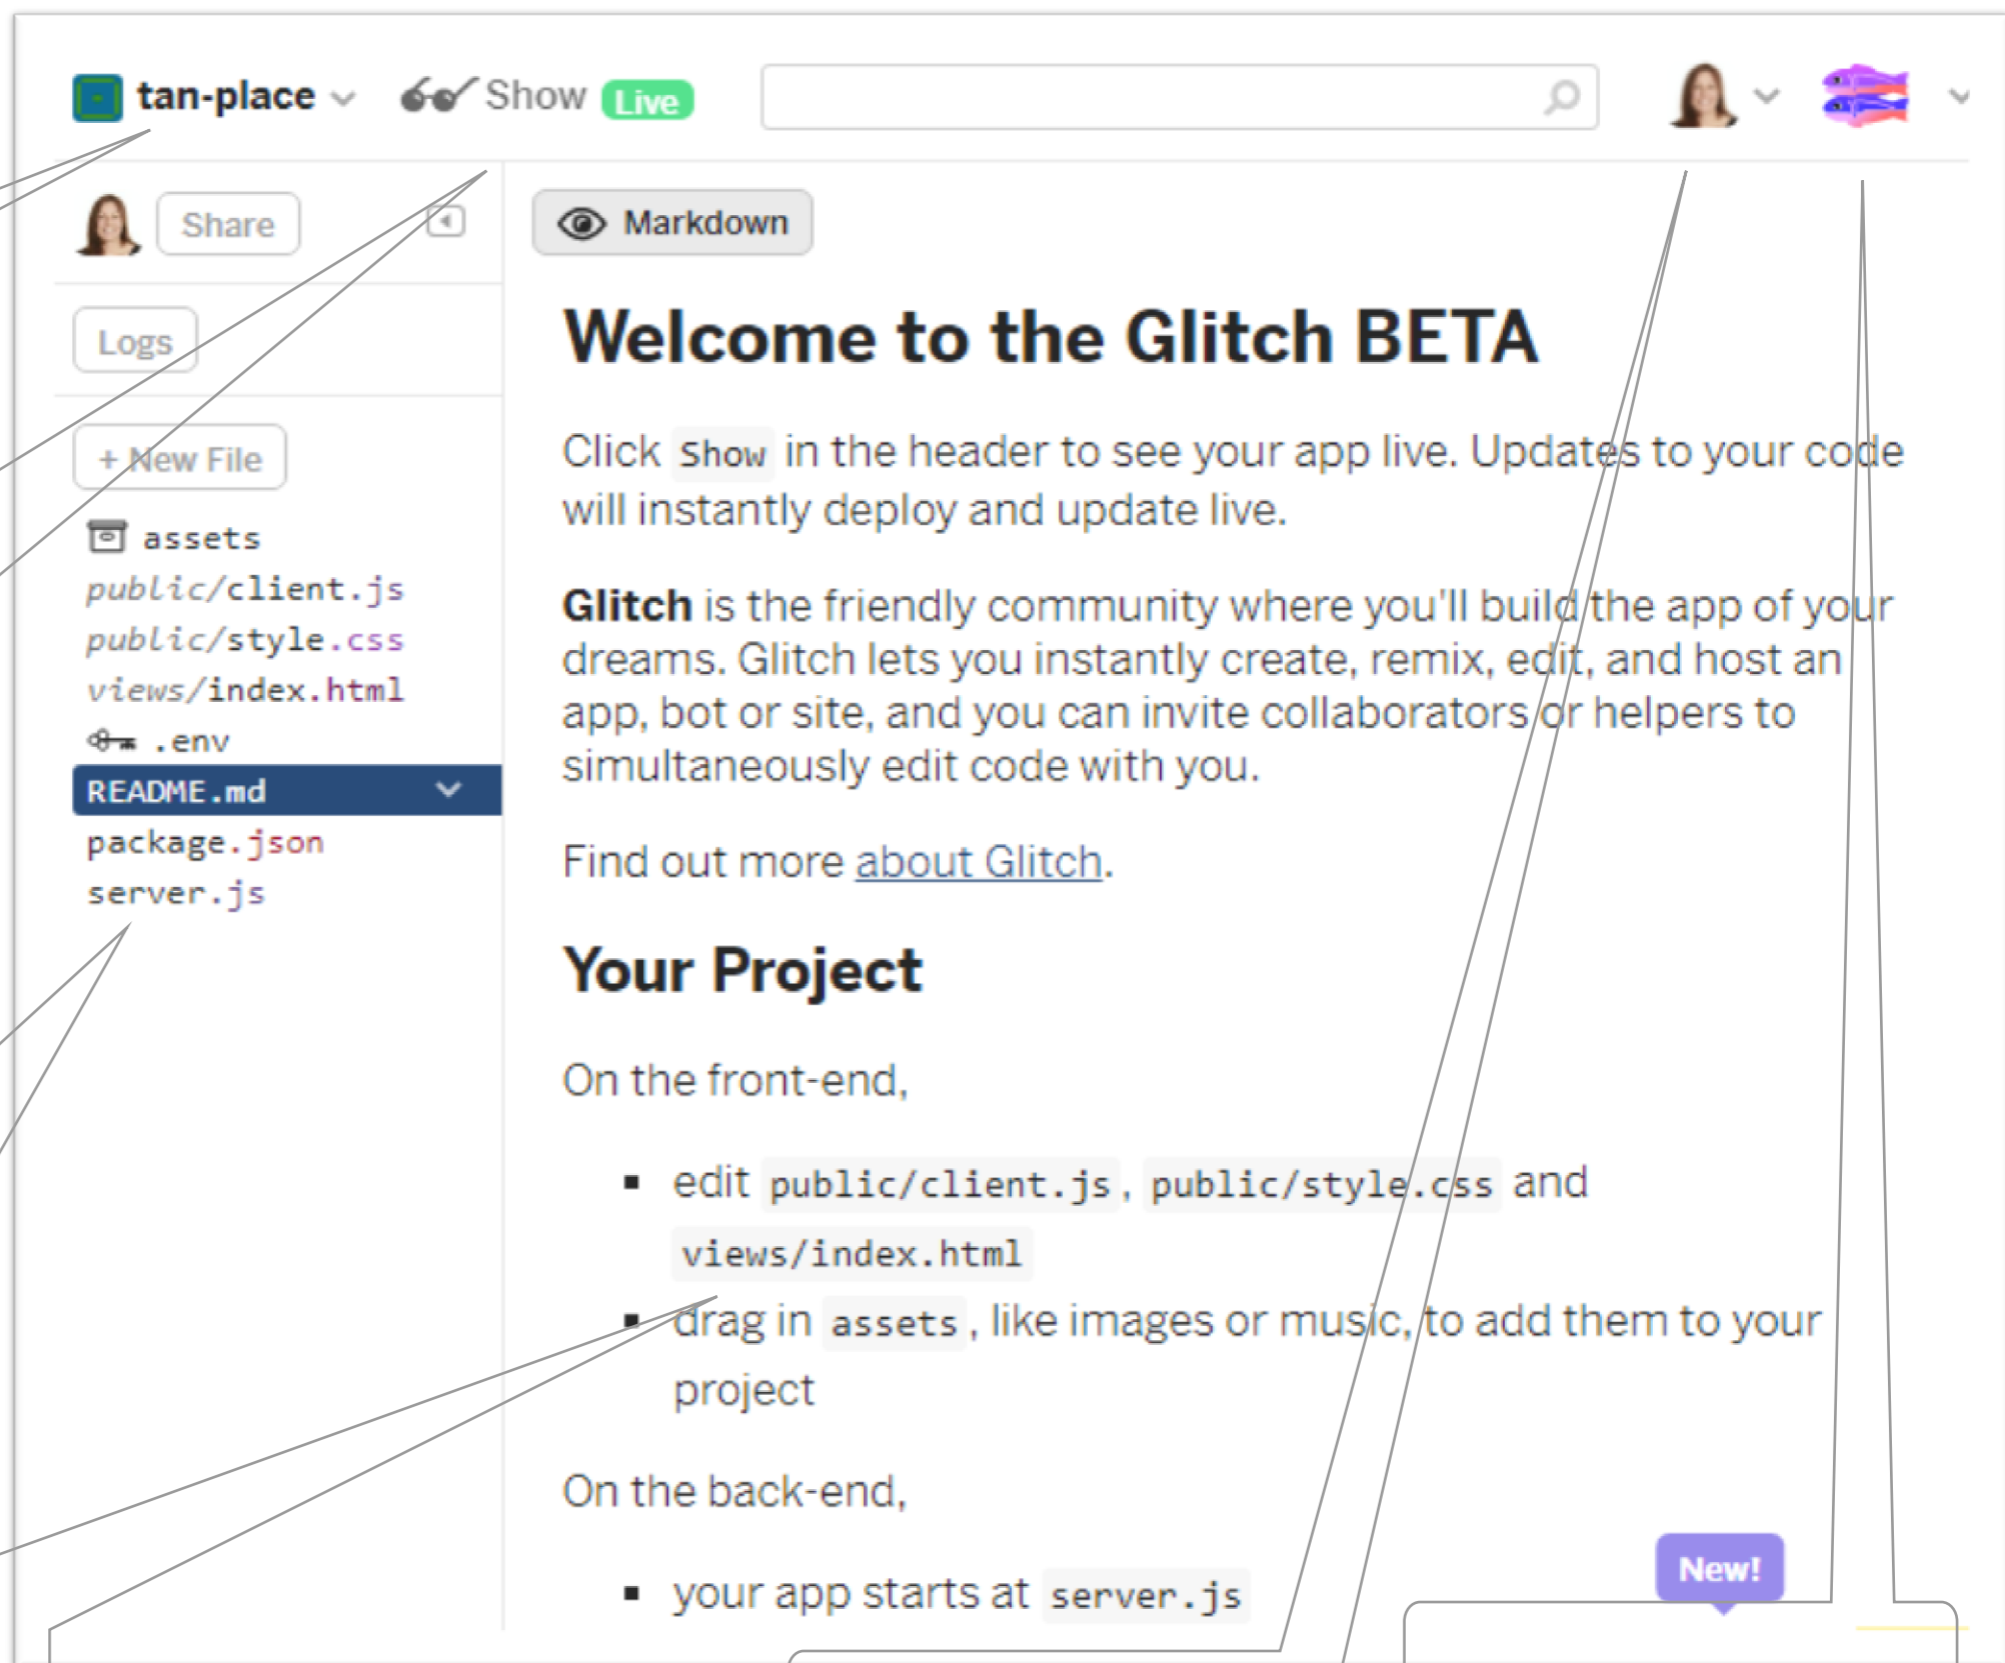 tan-place Show Live
Share
Markdown
Logs
+ New File
assets
public/client.js
public/style.css
views/index.html
.env
README.md
package.json
server.js
Welcome to the Glitch BETA
Click Show in the header to see your app live. Updates to your code
will instantly deploy and update live.
Glitch is the friendly community where you'll build the app of your
dreams. Glitch lets you instantly create, remix, edit, and host an
app, bot or site, and you can invite collaborators or helpers to
simultaneously edit code with you.
Find out more about Glitch.
Your Project
On the front-end,
▪ edit public/client.js, public/style.css and
views/index.html
▪ drag in assets, like images or music, to add them to your
project
On the back-end,
▪ your app starts at server.js
New!